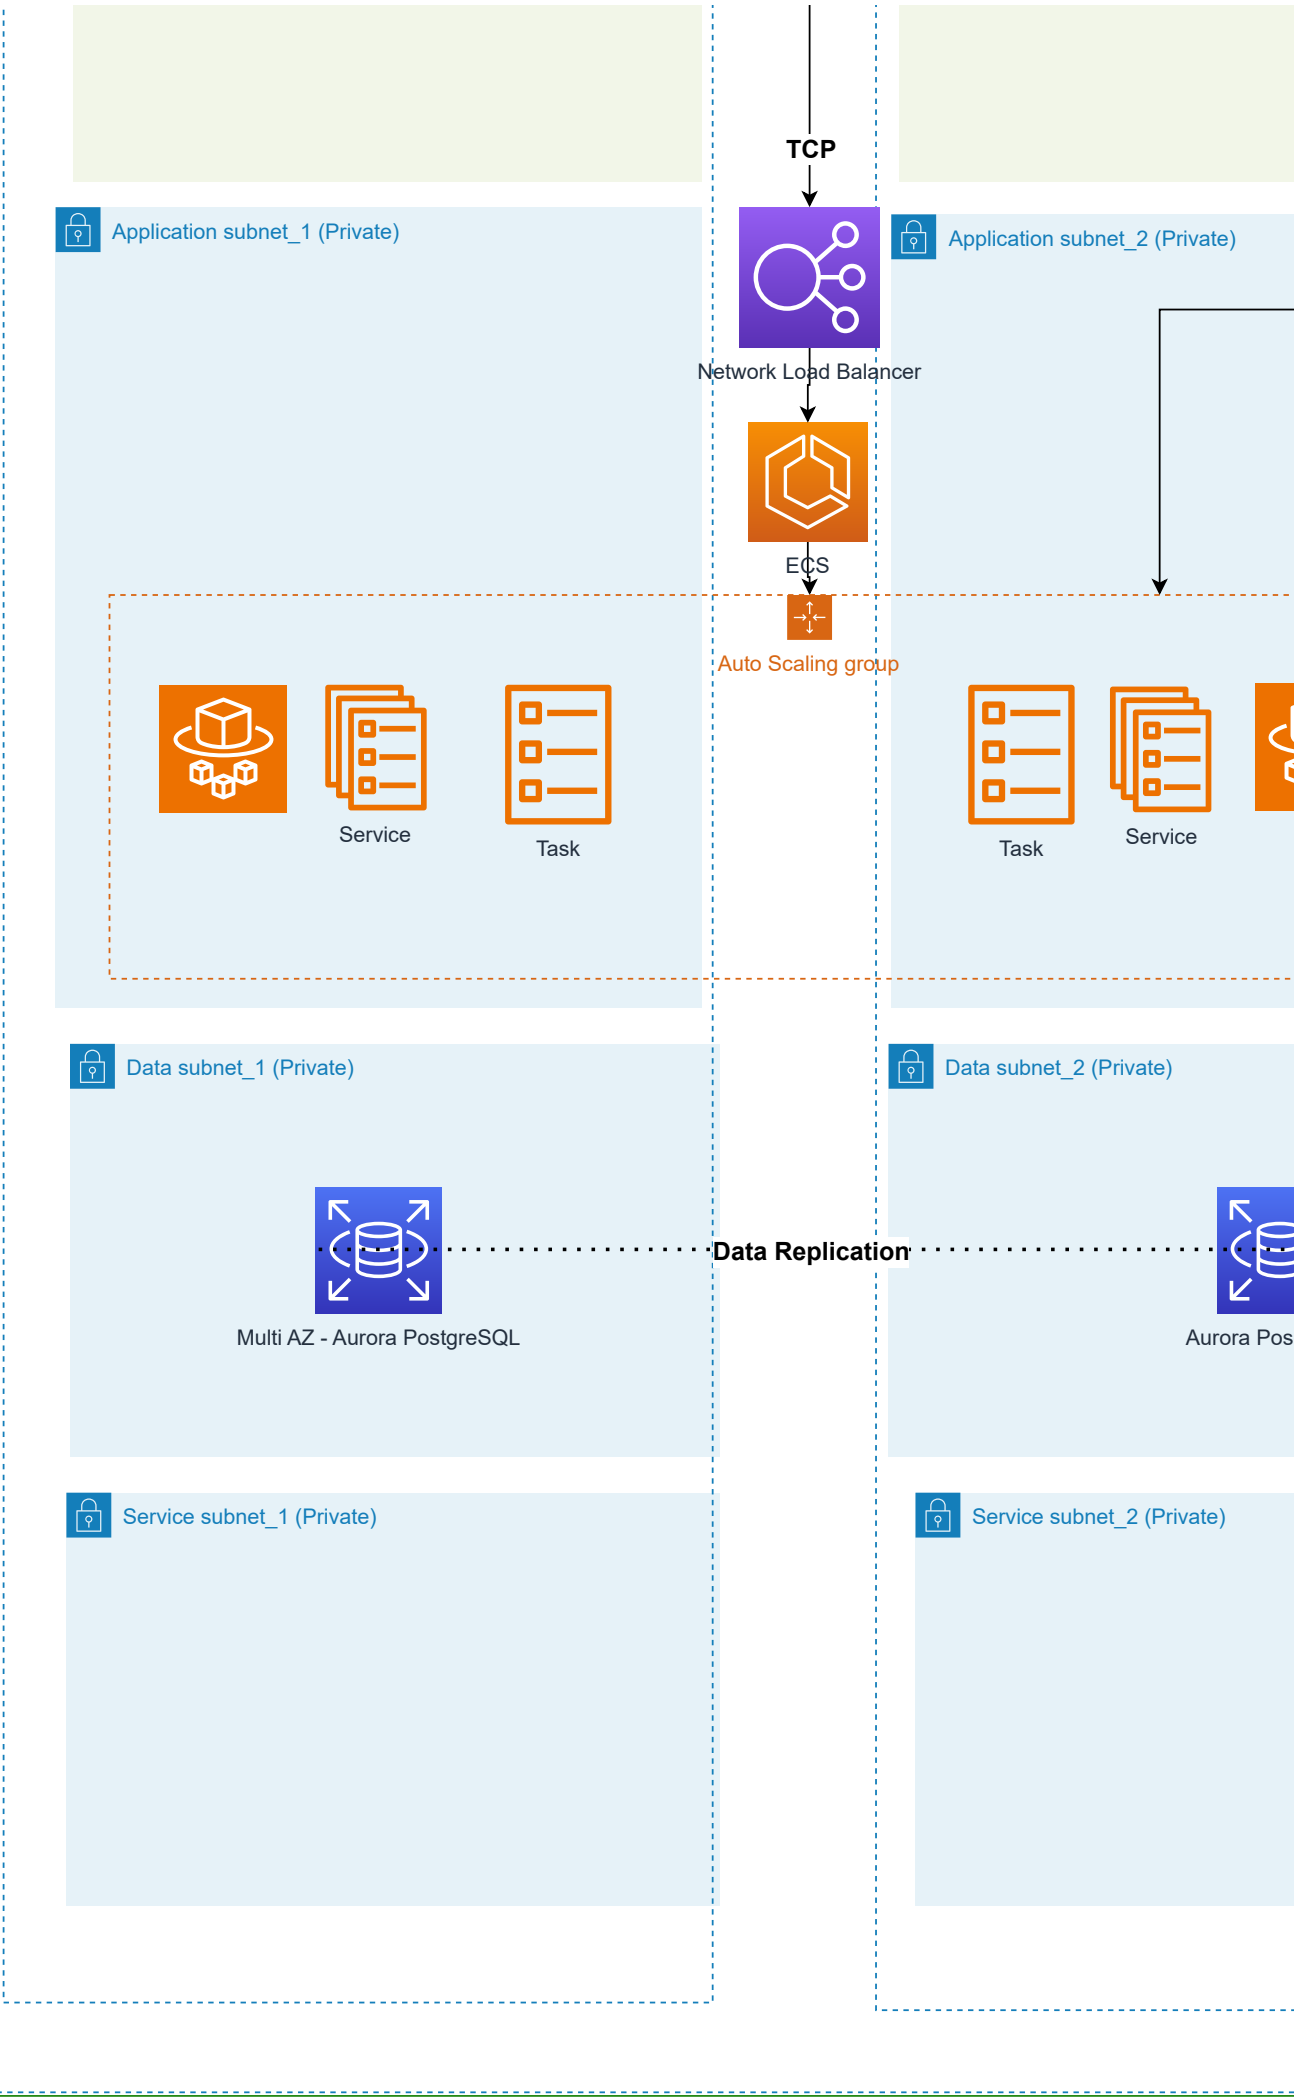 TCP
Application subnet_1 (Private)
Application subnet_2 (Private)
Network Load Balancer
ECS
Auto Scaling group
Service
Task
Task
Service
Data subnet_1 (Private)
Data subnet_2 (Private)
Data Replication
Multi AZ - Aurora PostgreSQL
Aurora Pos
Service subnet_1 (Private)
Service subnet_2 (Private)